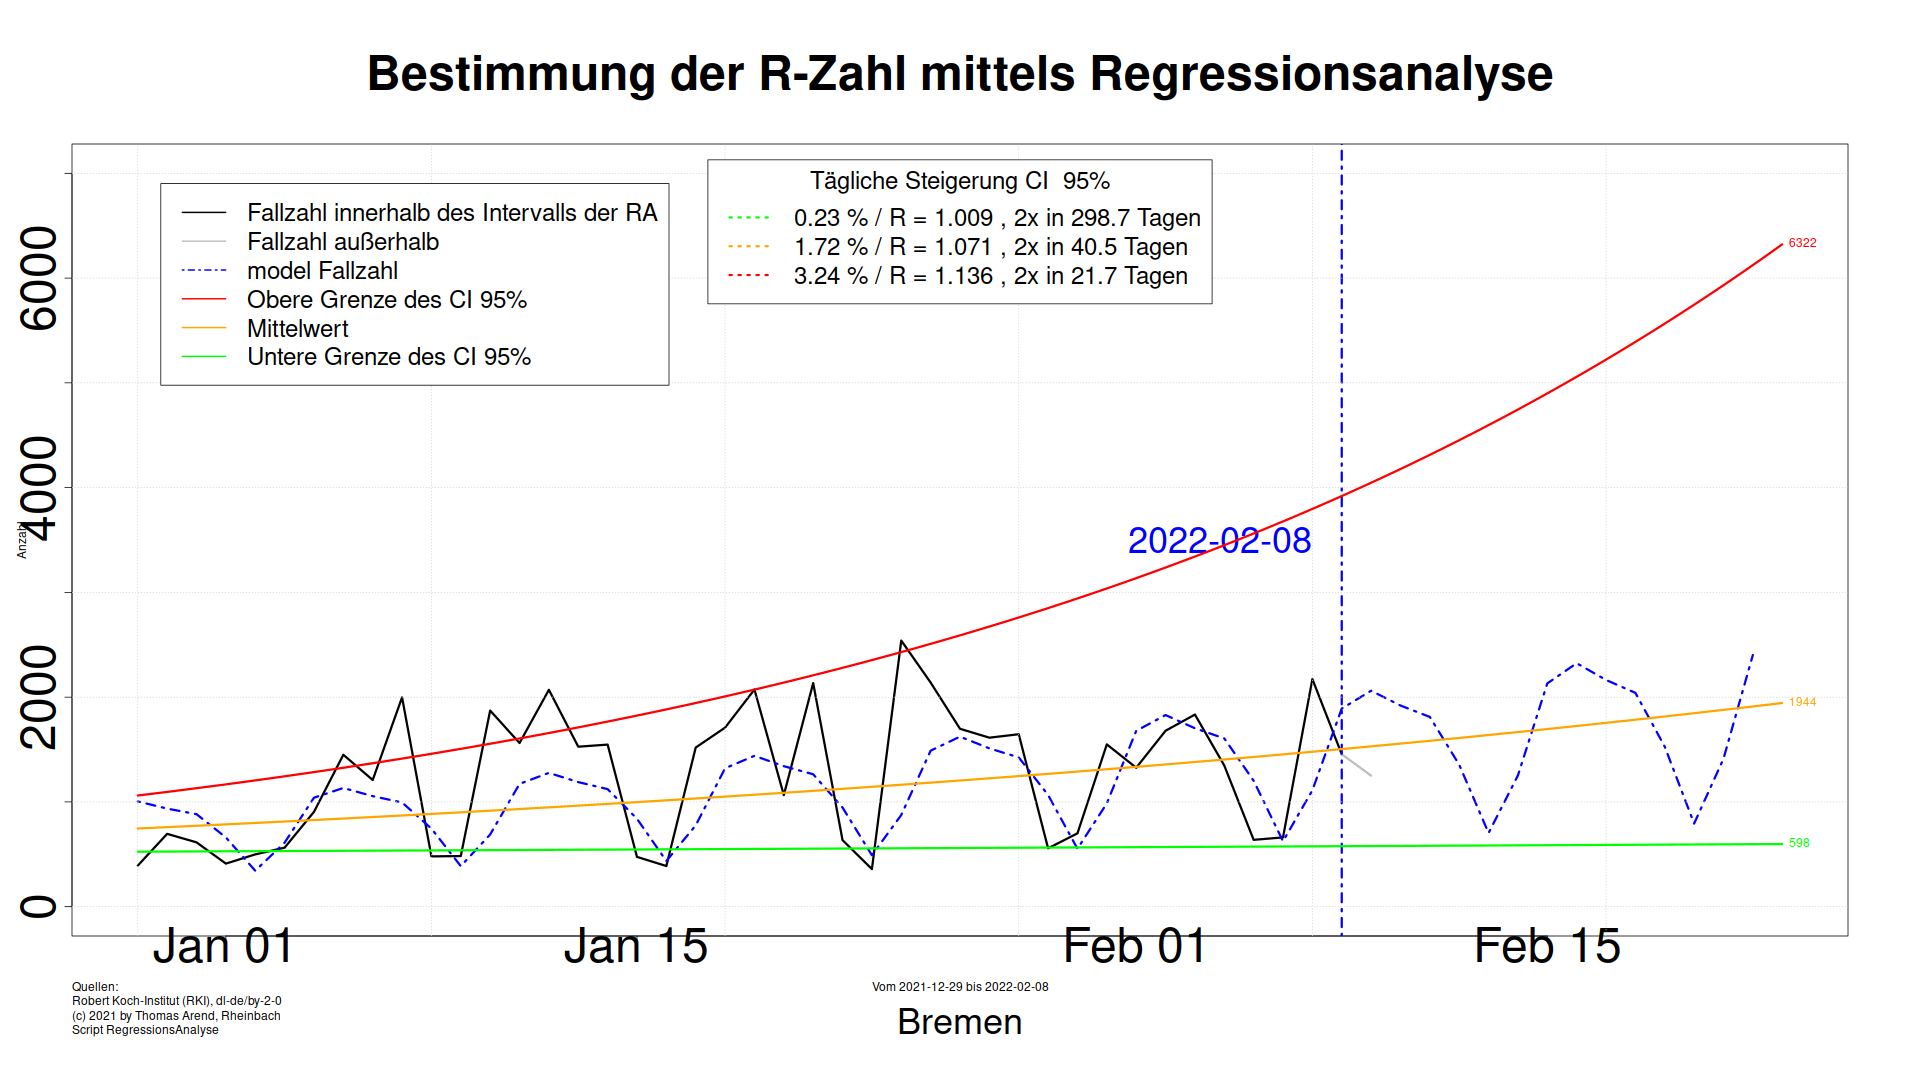 Bestimmung der R-Zahl mittels Regressionsanalyse
Fallzahl innerhalb des Intervalls der RA
Fallzahl außerhalb
model Fallzahl
Obere Grenze des CI 95%
Mittelwert
Untere Grenze des CI 95%
Tägliche Steigerung CI 95%
0.23 % / R = 1.009 , 2x in 298.7 Tagen
1.72 % / R = 1.071 , 2x in 40.5 Tagen
3.24 % / R = 1.136 , 2x in 21.7 Tagen
6000
4000
2000
0
Anzahl
2022-02-08
6322
1944
598
Jan 01
Jan 15
Feb 01
Feb 15
Quellen:
Robert Koch-Institut (RKI), dl-de/by-2-0
(c) 2021 by Thomas Arend, Rheinbach
Script RegressionsAnalyse
Vom 2021-12-29 bis 2022-02-08
Bremen